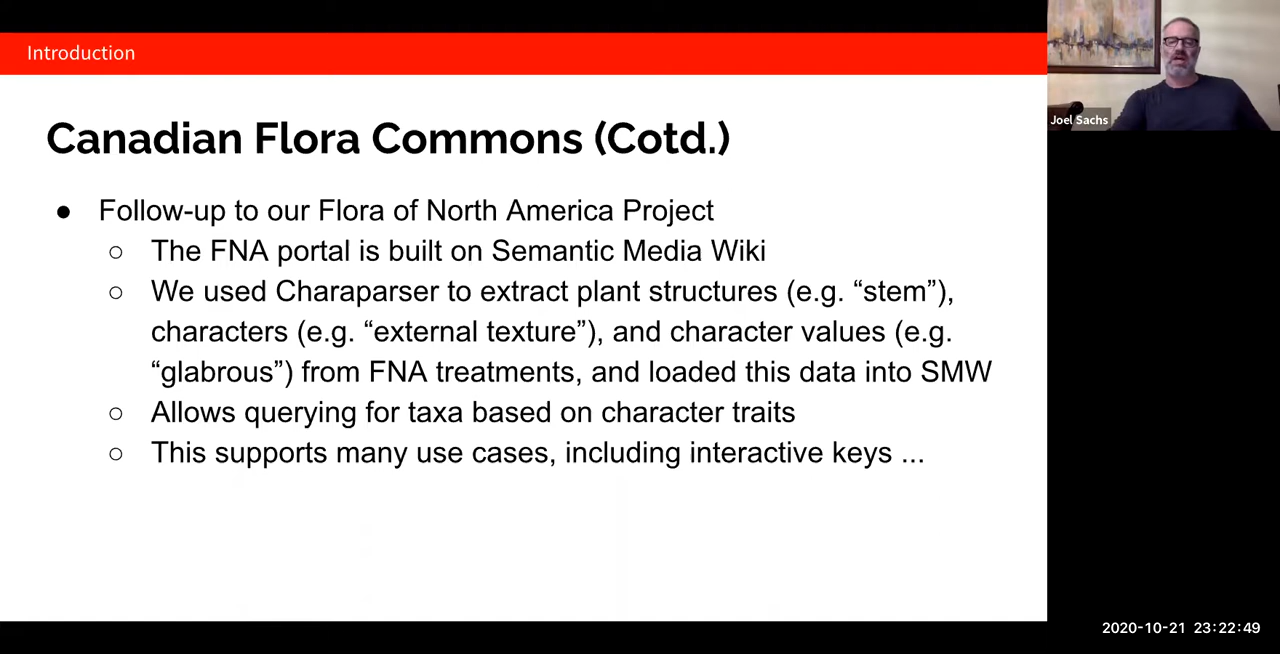 Introduction
Joel Sachs
Canadian Flora Commons (Cotd.)
● Follow-up to our Flora of North America Project
○ The FNA portal is built on Semantic Media Wiki
○ We used Charaparser to extract plant structures (e.g. “stem”),
characters (e.g. “external texture”), and character values (e.g.
“glabrous”) from FNA treatments, and loaded this data into SMW
○ Allows querying for taxa based on character traits
○ This supports many use cases, including interactive keys ...
2020-10-21 23:22:49